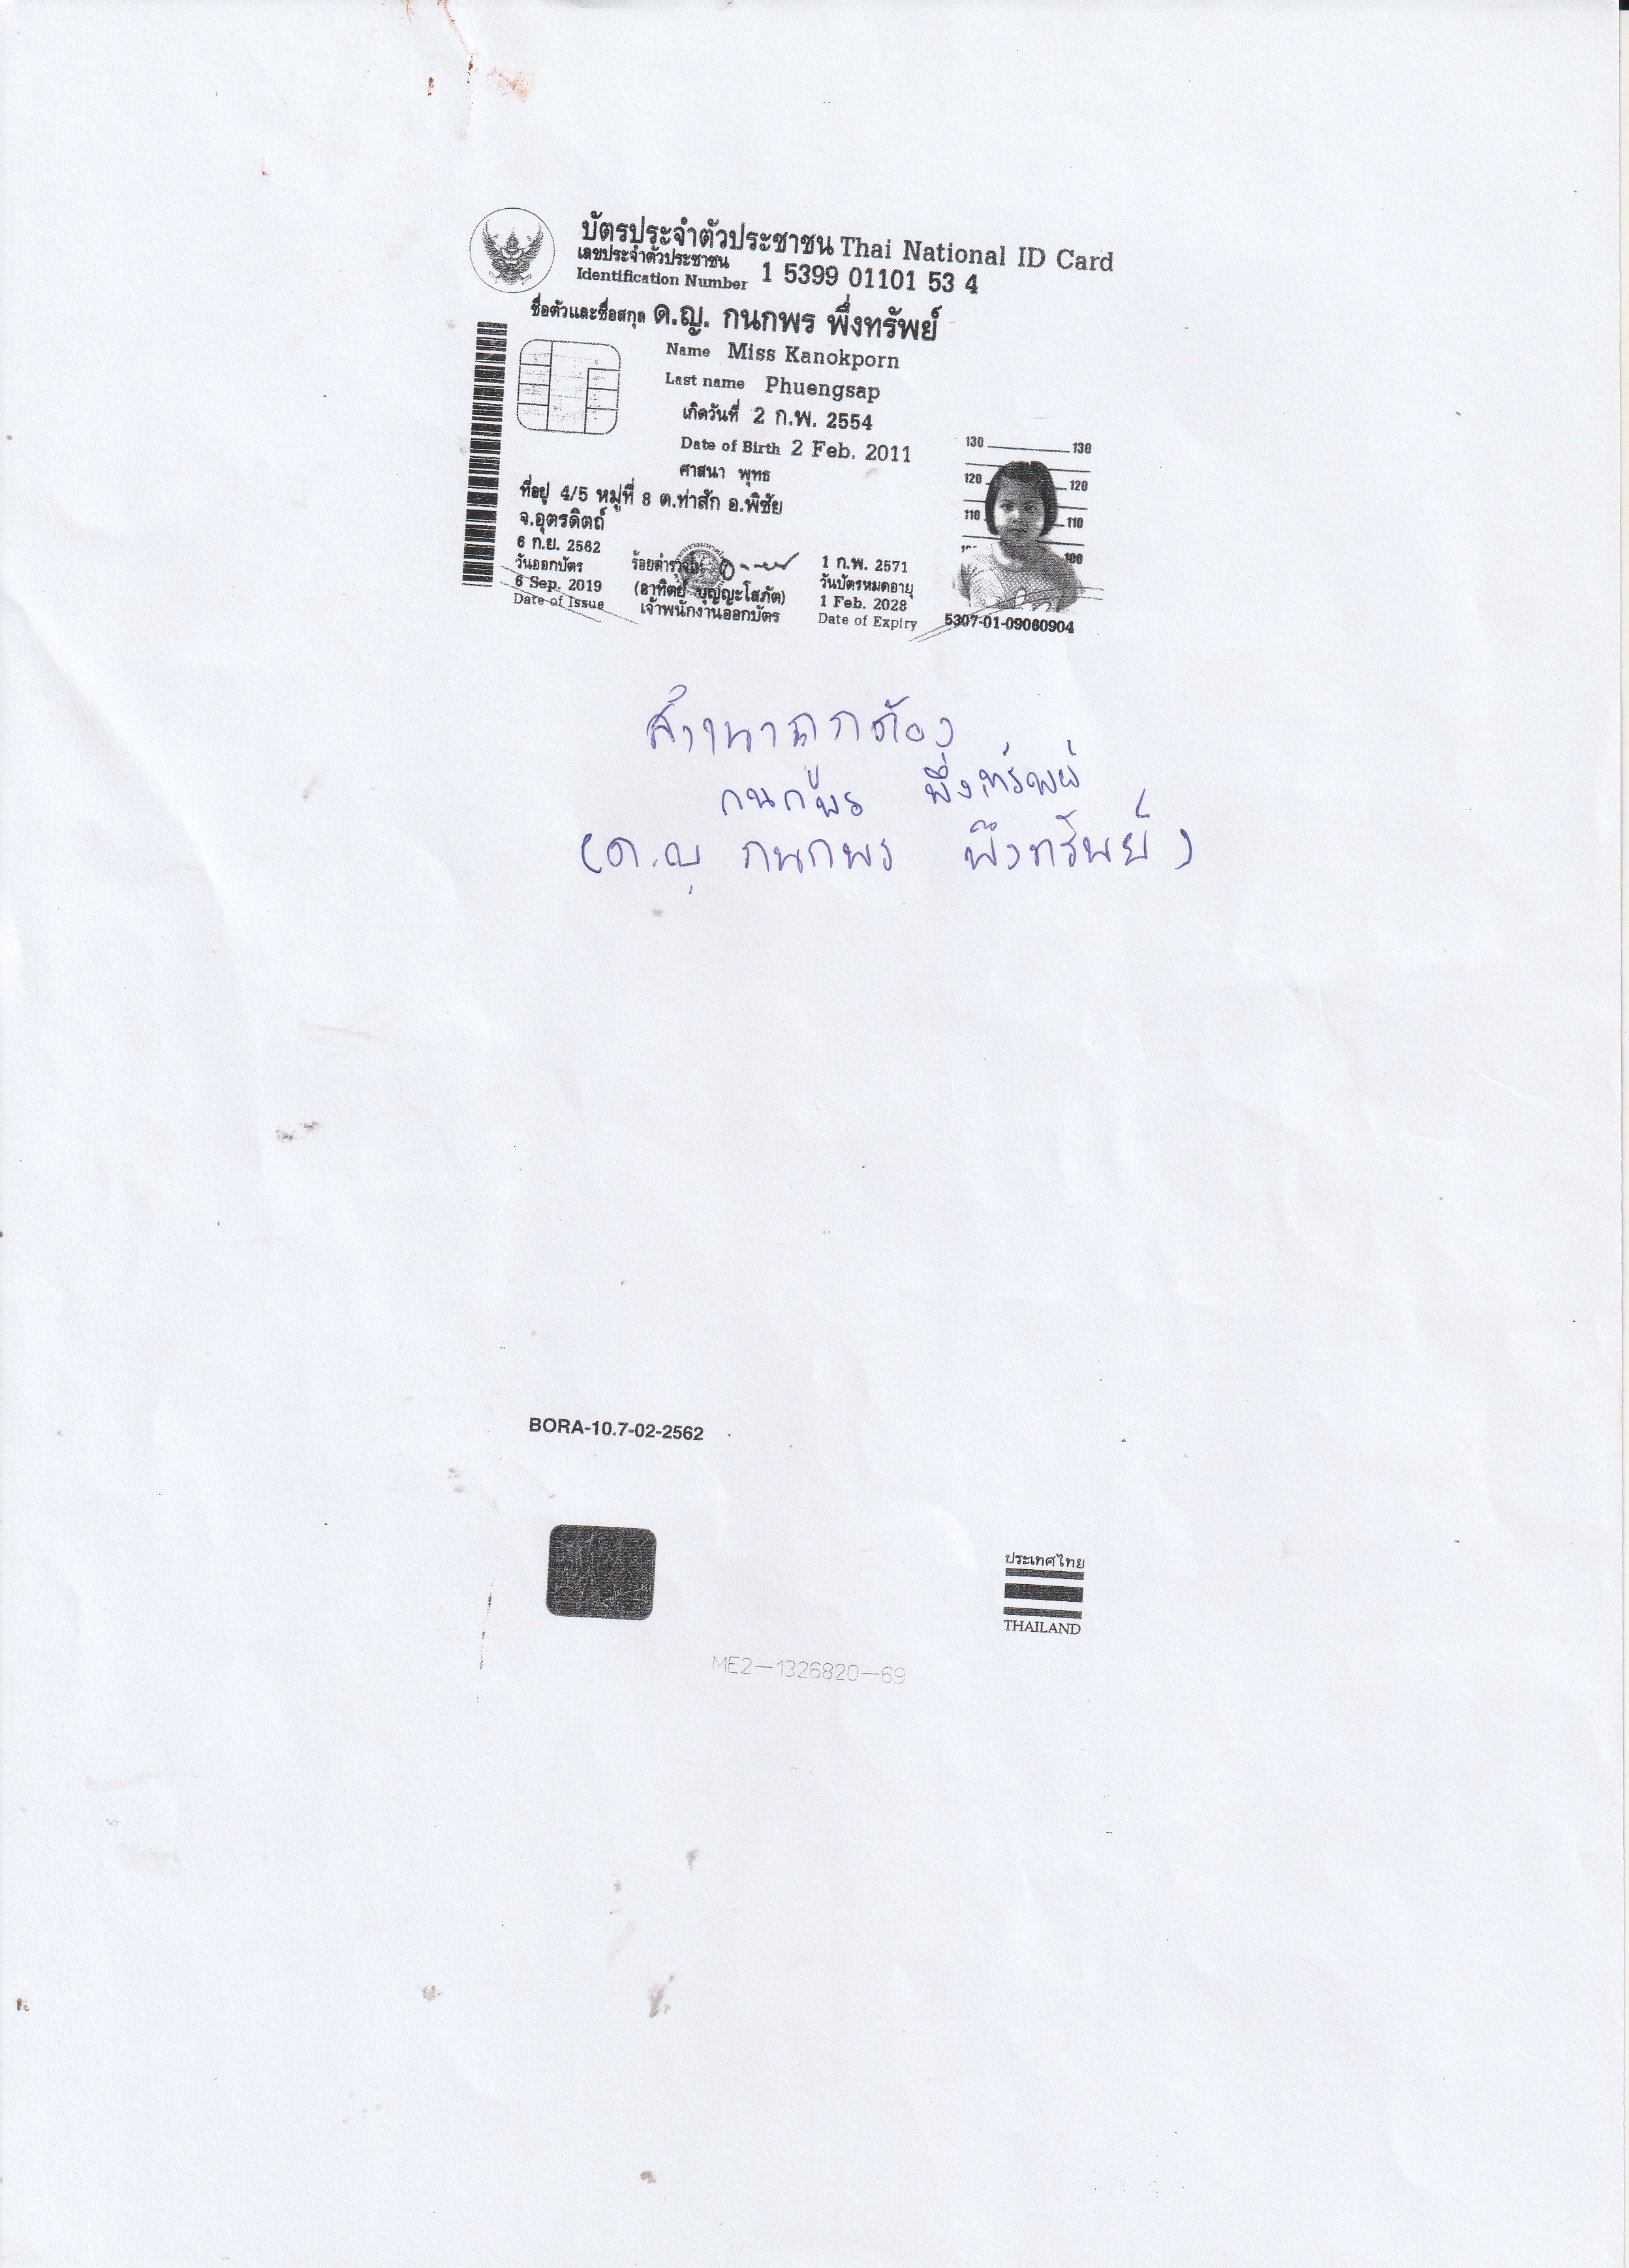 บัตรประจำตัวประชาชน Thai National ID Card
เลขประจำตัวประชาชน
Identification Number 1 5399 01101 53 4
ชื่อตัวและชื่อสกุล ด.ญ. กนกพร พึ่งทรัพย์
Name Miss Kanokporn
Last name Phuengsap
เกิดวันที่ 2 ก.พ. 2554
Date of Birth 2 Feb. 2011
ศาสนา พุทธ
ที่อยู่ 4/5 หมู่ที่ 8 ต.ท่าสัก อ.พิชัย
จ.อุตรดิตถ์
6 ก.ย. 2562
วันออกบัตร
6 Sep. 2019
Date of Issue
ร้อยตำรวจ
(อาทิตย์ บุญญะโสภัต)
เจ้าพนักงานออกบัตร
1 ก.พ. 2571
วันบัตรหมดอายุ
1 Feb. 2028
Date of Expiry
130 130
120 120
110 110
100
5307-01-09060904
สำเนาถูกต้อง
กนกพร พึ่งทรัพย์
(ด.ญ กนกพร พึ่งทรัพย์)
BORA-10.7-02-2562
ประเทศไทย
THAILAND
ME2-1326820-69